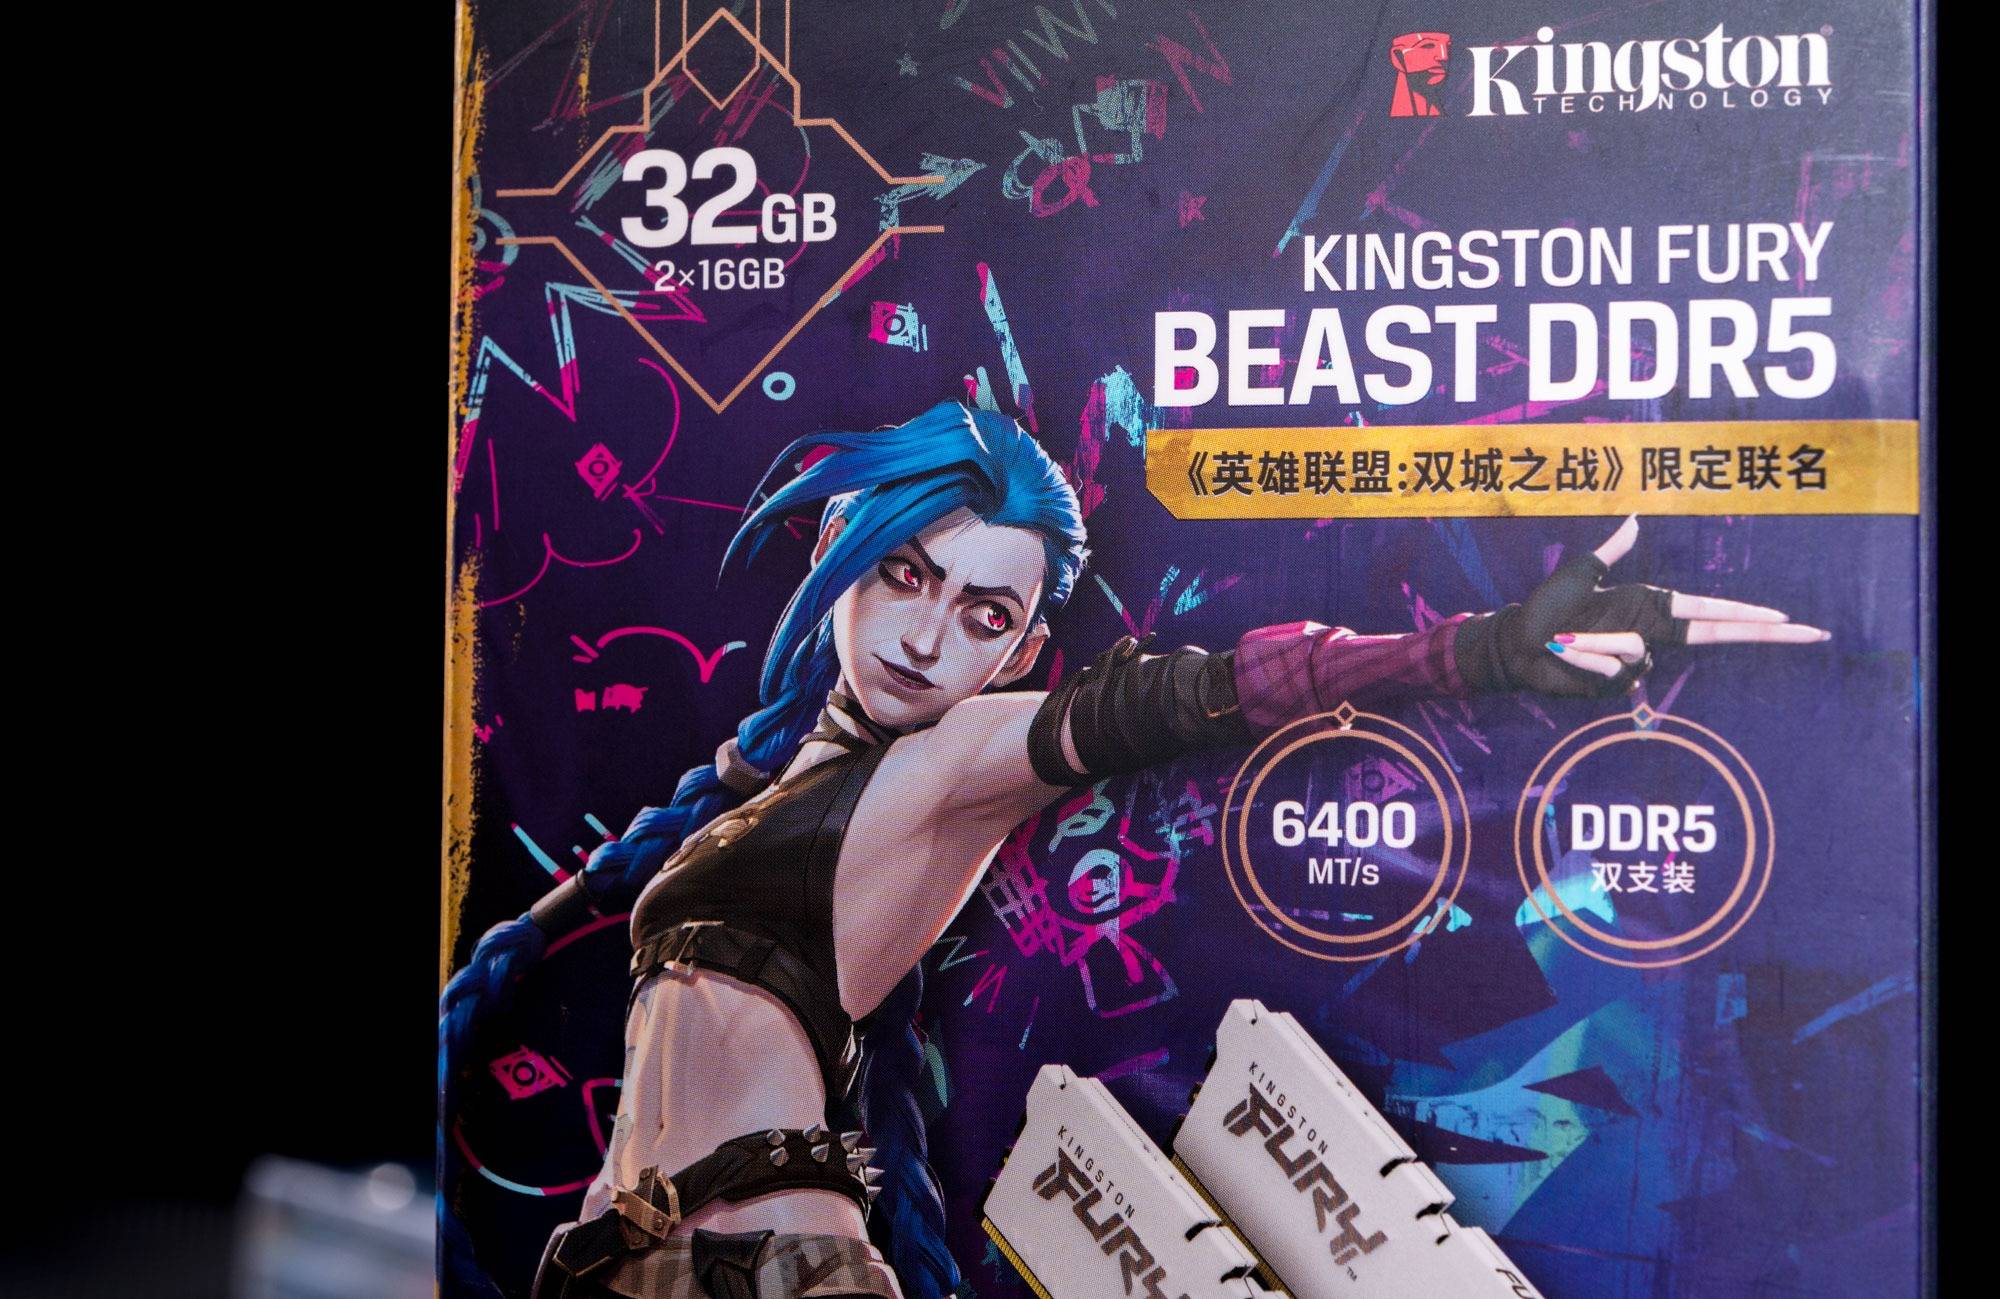 32GB
2×16GB
Kingston
TECHNOLOGY
KINGSTON FURY
BEAST DDR5
《英雄联盟:双城之战》限定联名
6400
MT/s
DDR5
双支装
KINGSTON
FURY
KINGSTON
FURY™